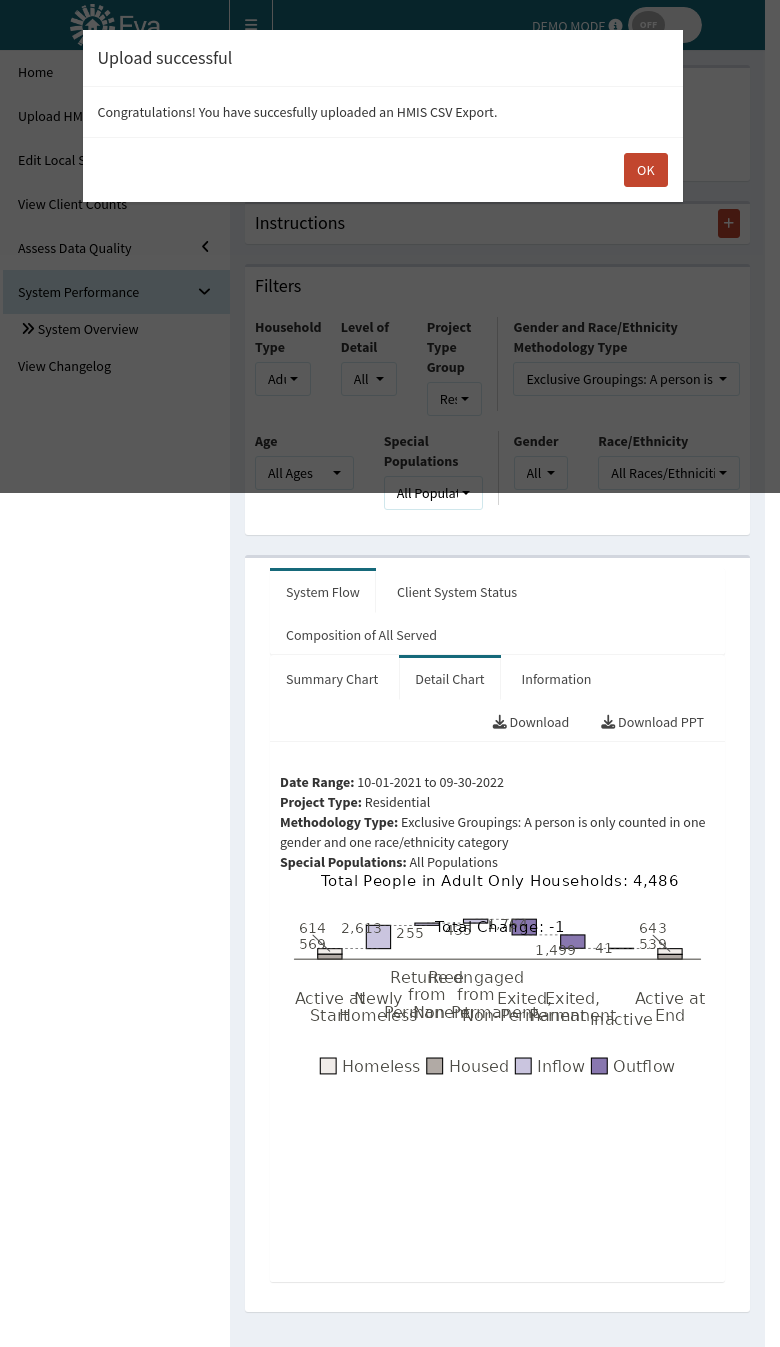 Eva
DEMO MODE
OFF
Upload successful
Congratulations! You have succesfully uploaded an HMIS CSV Export.
OK
Home
Upload HM
Edit Local S
View Client Counts
Assess Data Quality
System Performance
System Overview
View Changelog
Instructions
Filters
Household Type
Level of Detail
Project Type Group
Gender and Race/Ethnicity Methodology Type
All
Exclusive Groupings: A person is
Age
Special Populations
Gender
Race/Ethnicity
All Ages
All Populat
All
All Races/Ethniciti
System Flow
Client System Status
Composition of All Served
Summary Chart
Detail Chart
Information
Download
Download PPT
Date Range: 10-01-2021 to 09-30-2022
Project Type: Residential
Methodology Type: Exclusive Groupings: A person is only counted in one
gender and one race/ethnicity category
Special Populations: All Populations
Total People in Adult Only Households: 4,486
Total Change: -1
614
569
2,613
255
435
1,499
41
643
539
Active at Start
Newly Homeless
Returned from Permanent
Re-engaged from Non-Permanent
Exited, Non-Permanent
Exited, Permanent
Inactive
Active at End
Homeless
Housed
Inflow
Outflow